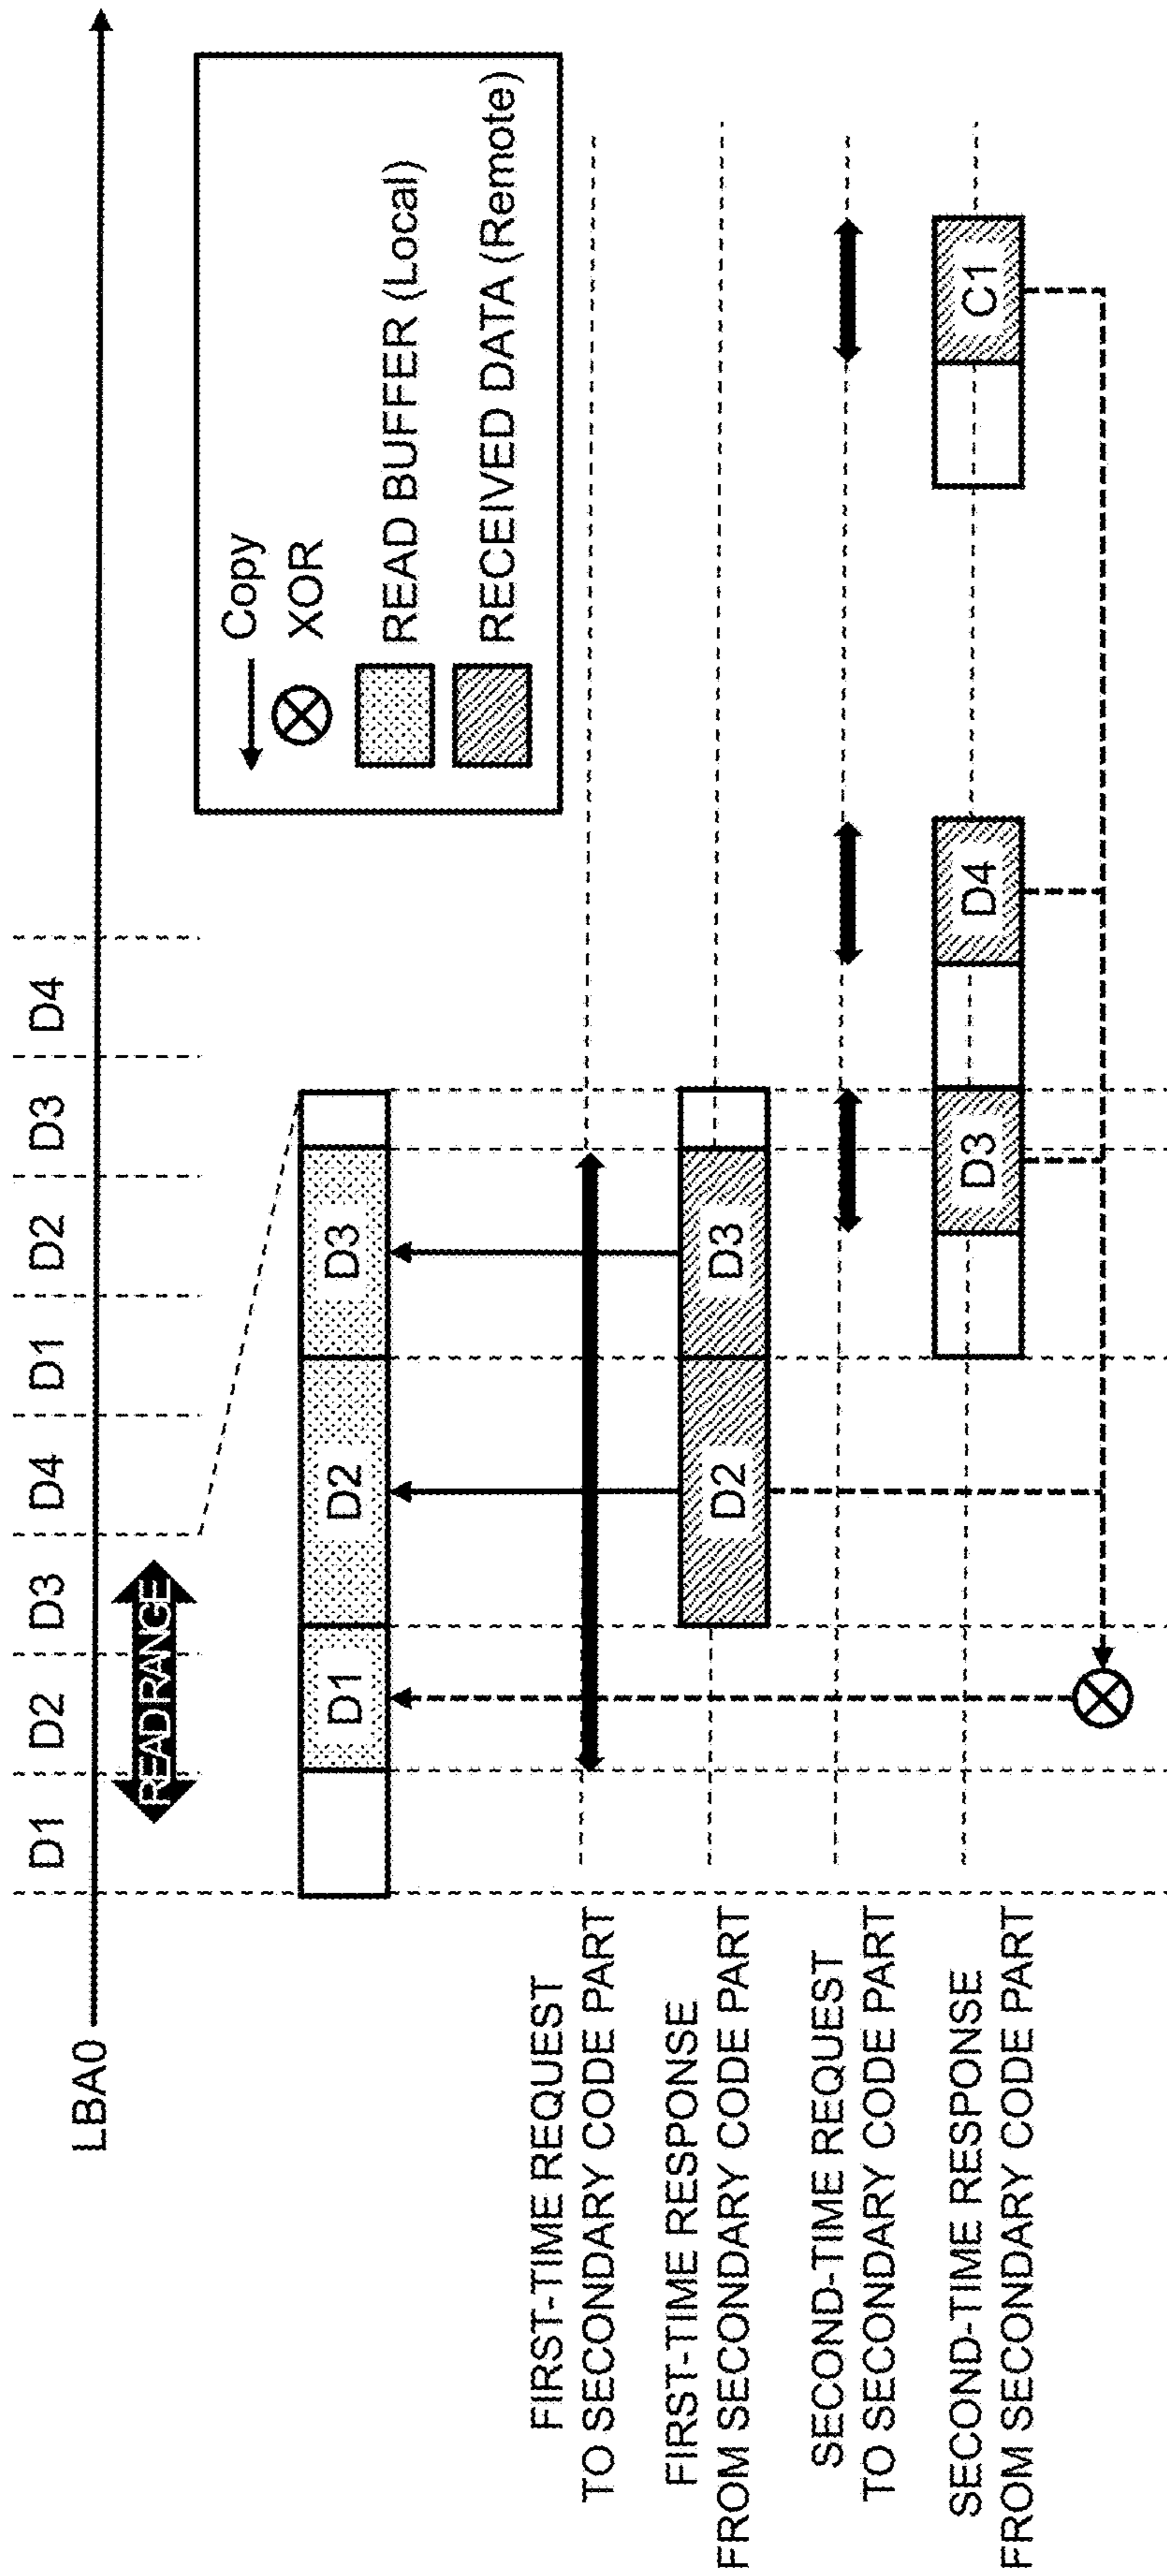 D1 D2 D3 D4 D1 D2 D3 D4
LBA0
READ RANGE
Copy
XOR
READ BUFFER (Local)
RECEIVED DATA (Remote)
D1 D2 D3
FIRST-TIME REQUEST
TO SECONDARY CODE PART
FIRST-TIME RESPONSE
FROM SECONDARY CODE PART
D2 D3
SECOND-TIME REQUEST
TO SECONDARY CODE PART
SECOND-TIME RESPONSE
FROM SECONDARY CODE PART
D3 D4 C1